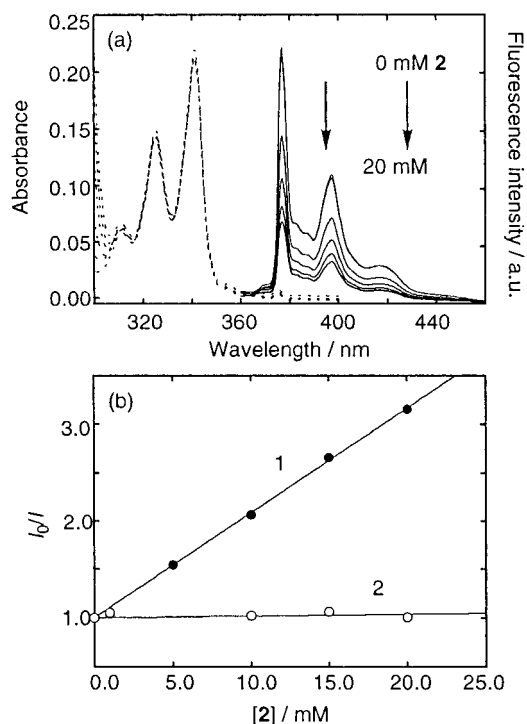 (a)
0.25
0.20
0.15
0.10
0.05
0.00
Absorbance
0 mM 2
20 mM
Fluorescence intensity / a.u.
320 360 400 440
Wavelength / nm
(b)
3.0
2.0
1.0
I0/I
1
2
0.0 5.0 10.0 15.0 20.0 25.0
[2] / mM